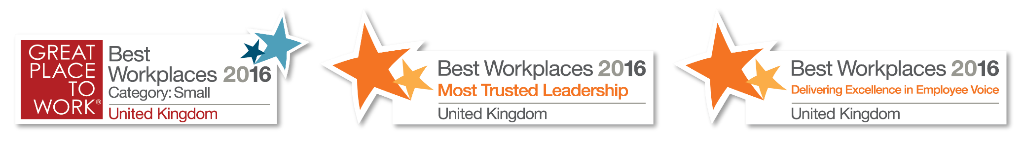 GREAT
PLACE
TO
WORK®
Best
Workplaces 2016
Category: Small
United Kingdom
Best Workplaces 2016
Most Trusted Leadership
United Kingdom
Best Workplaces 2016
Delivering Excellence in Employee Voice
United Kingdom